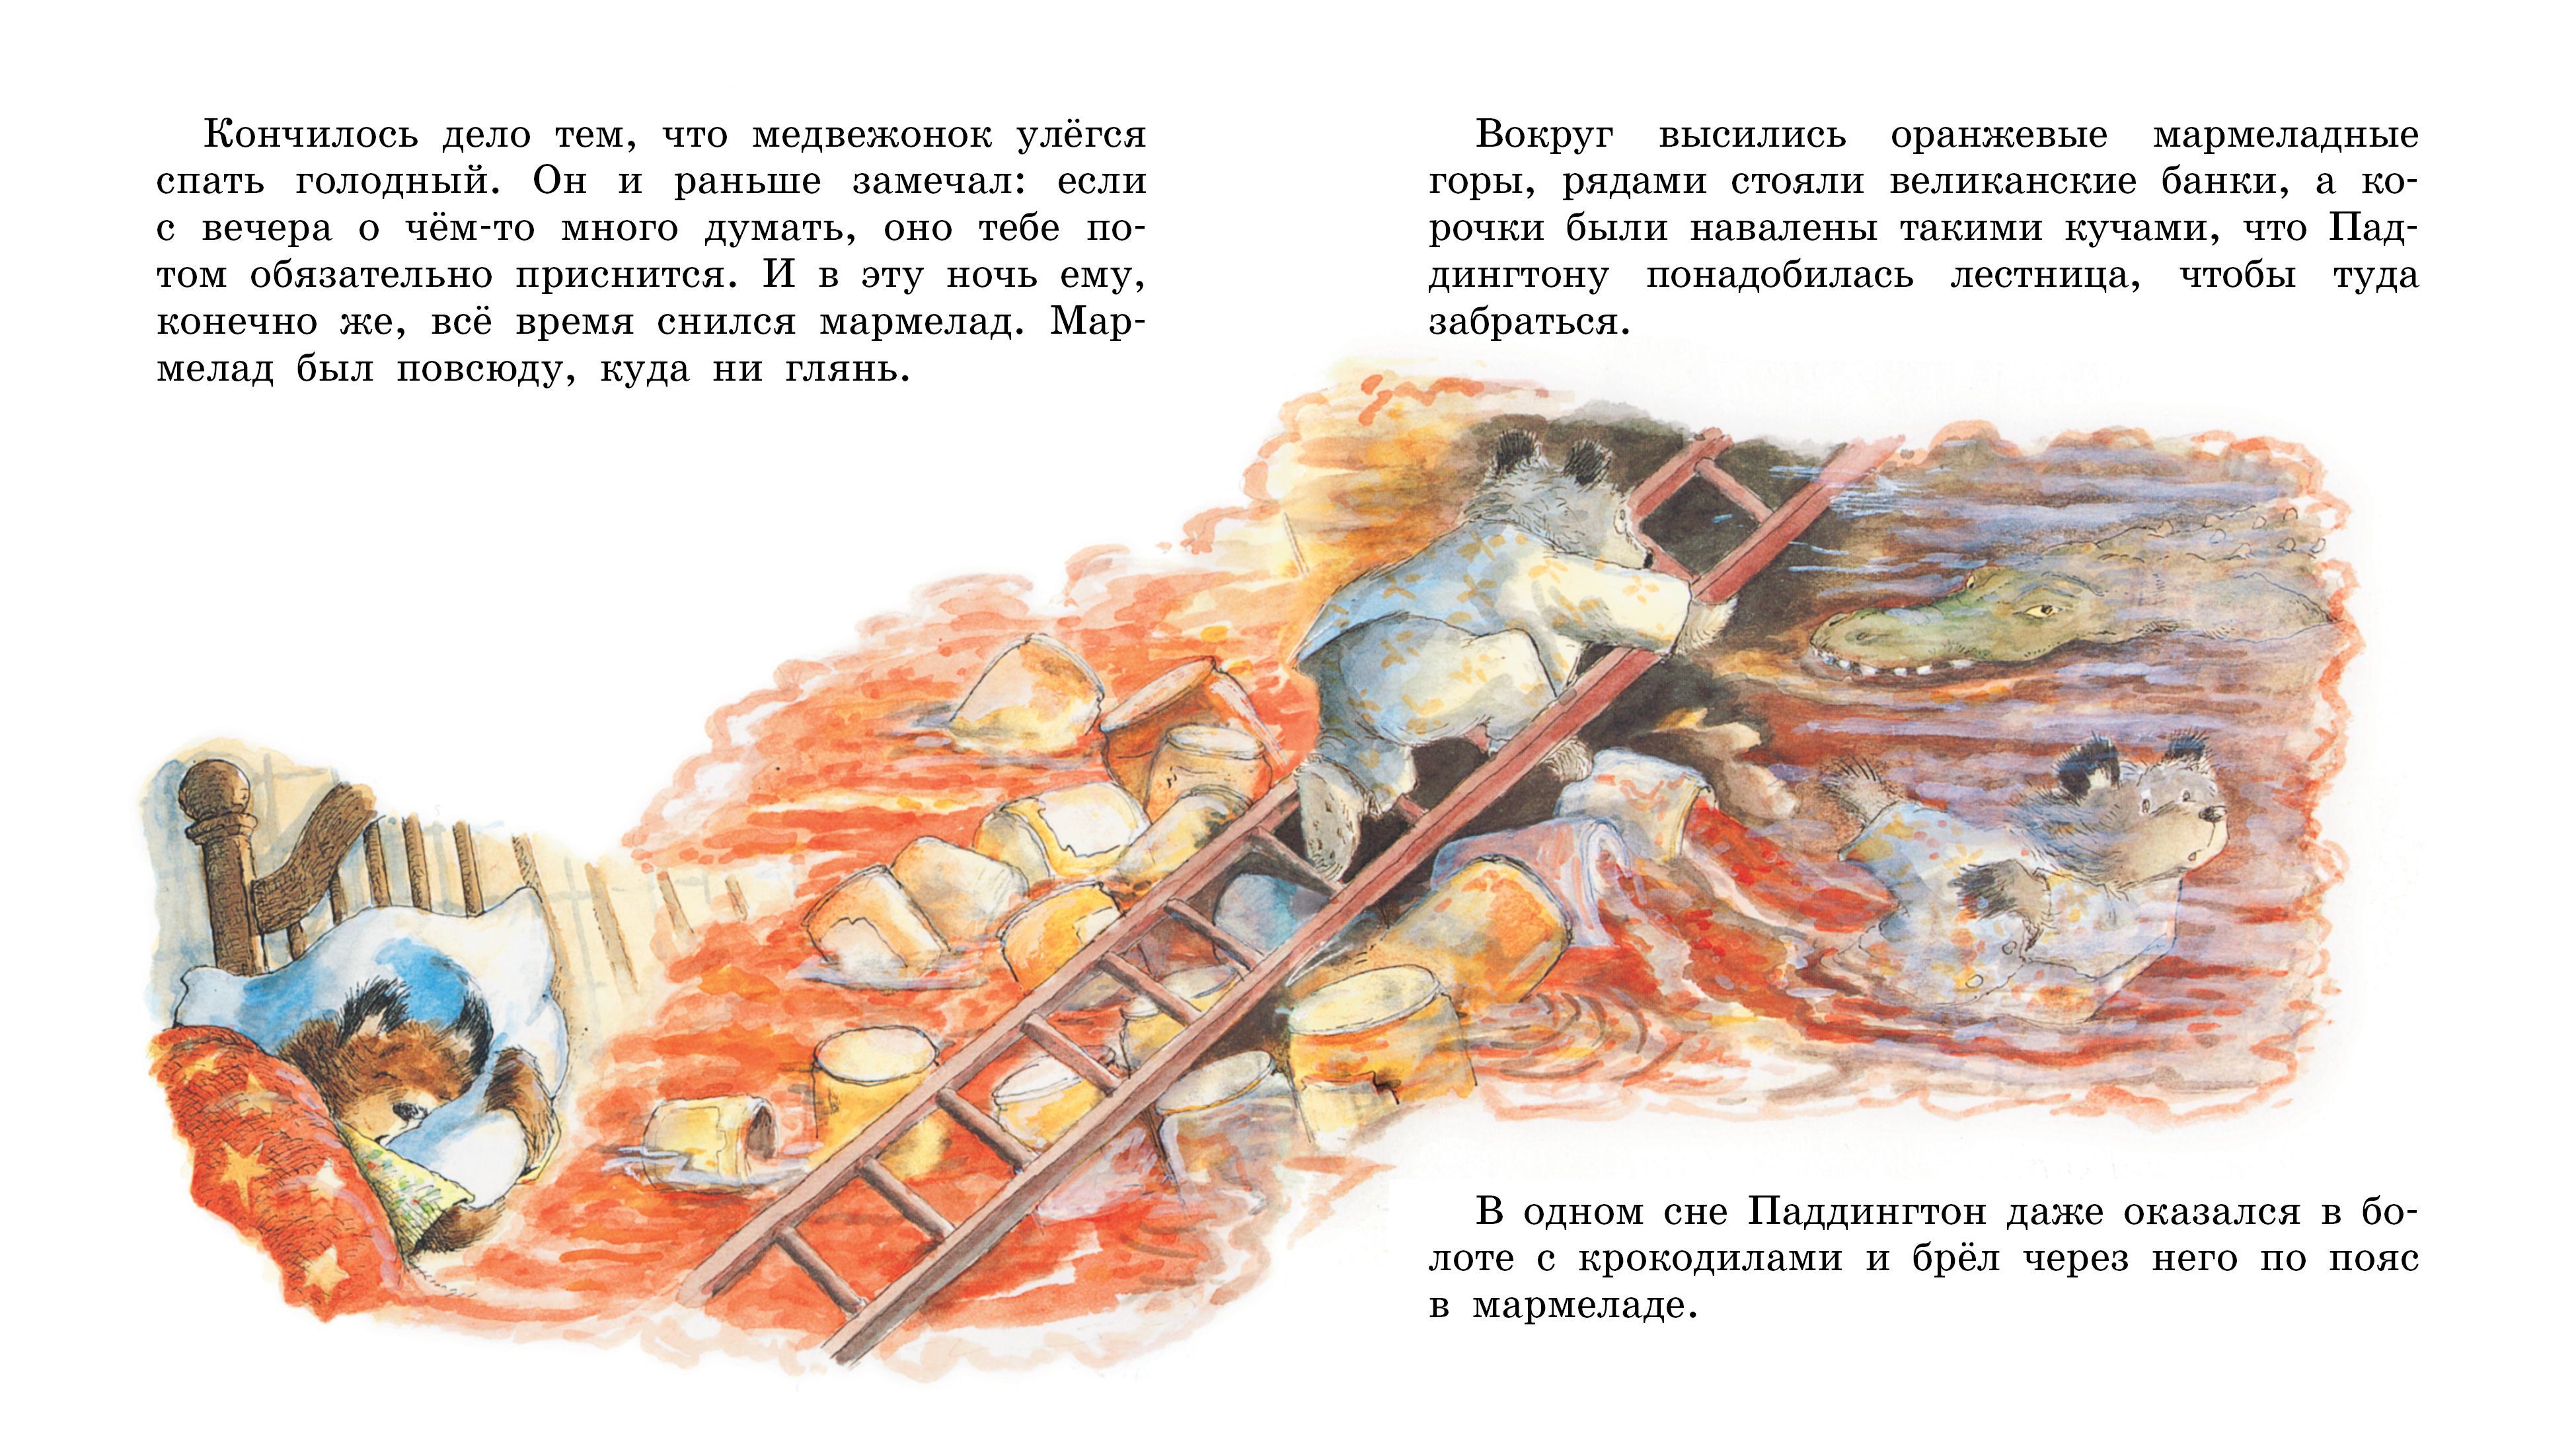 Кончилось дело тем, что медвежонок улёгся
спать голодный. Он и раньше замечал: если
с вечера о чём-то много думать, оно тебе по-
том обязательно приснится. И в эту ночь ему,
конечно же, всё время снился мармелад. Мар-
мелад был повсюду, куда ни глянь.
Вокруг высились оранжевые мармеладные
горы, рядами стояли великанские банки, а ко-
рочки были навалены такими кучами, что Пад-
дингтону понадобилась лестница, чтобы туда
забраться.
В одном сне Паддингтон даже оказался в бо-
лоте с крокодилами и брёл через него по пояс
в мармеладе.